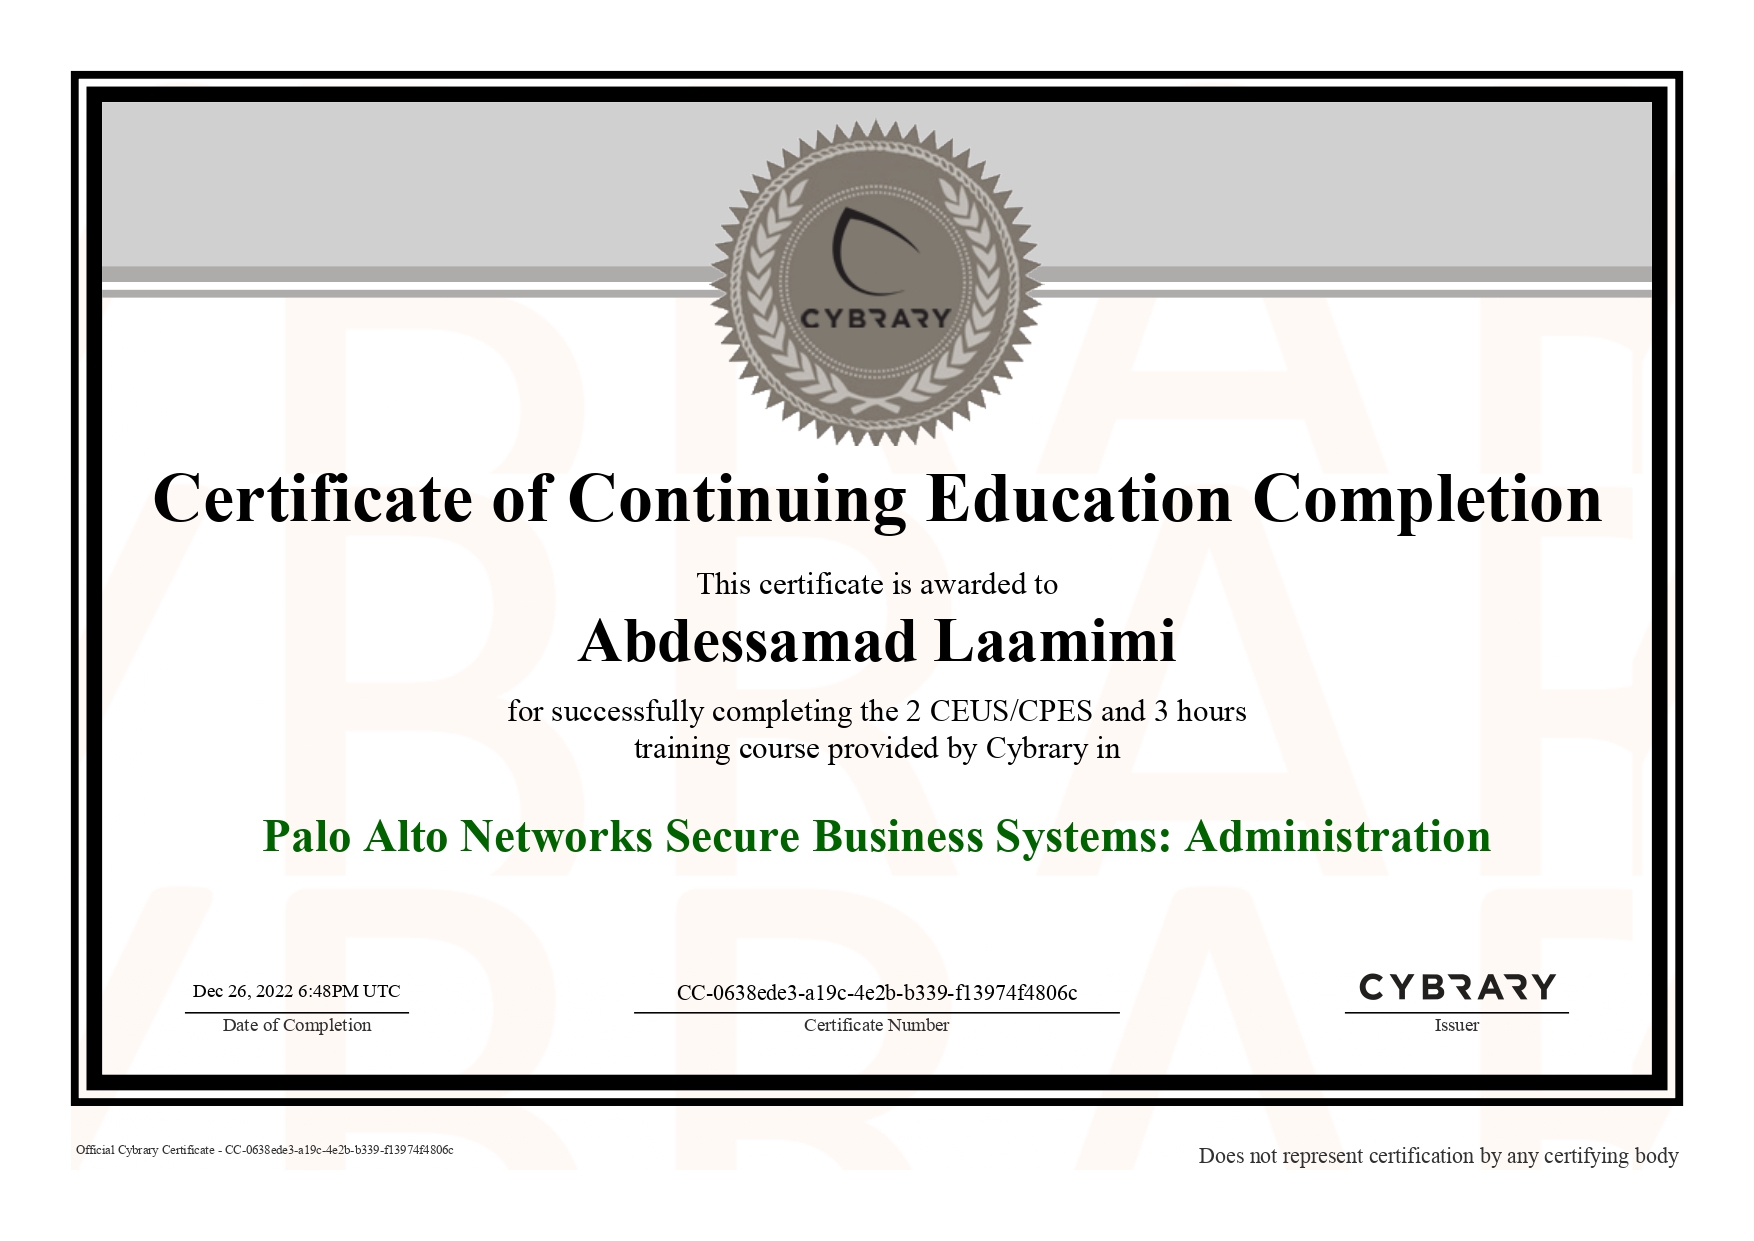 CYBRARY
Certificate of Continuing Education Completion
This certificate is awarded to
Abdessamad Laamimi
for successfully completing the 2 CEUS/CPES and 3 hours
training course provided by Cybrary in
Palo Alto Networks Secure Business Systems: Administration
Dec 26, 2022 6:48PM UTC
Date of Completion
CC-0638ede3-a19c-4e2b-b339-f13974f4806c
Certificate Number
CYBRARY
Issuer
Official Cybrary Certificate - CC-0638ede3-a19c-4e2b-b339-f13974f4806c
Does not represent certification by any certifying body